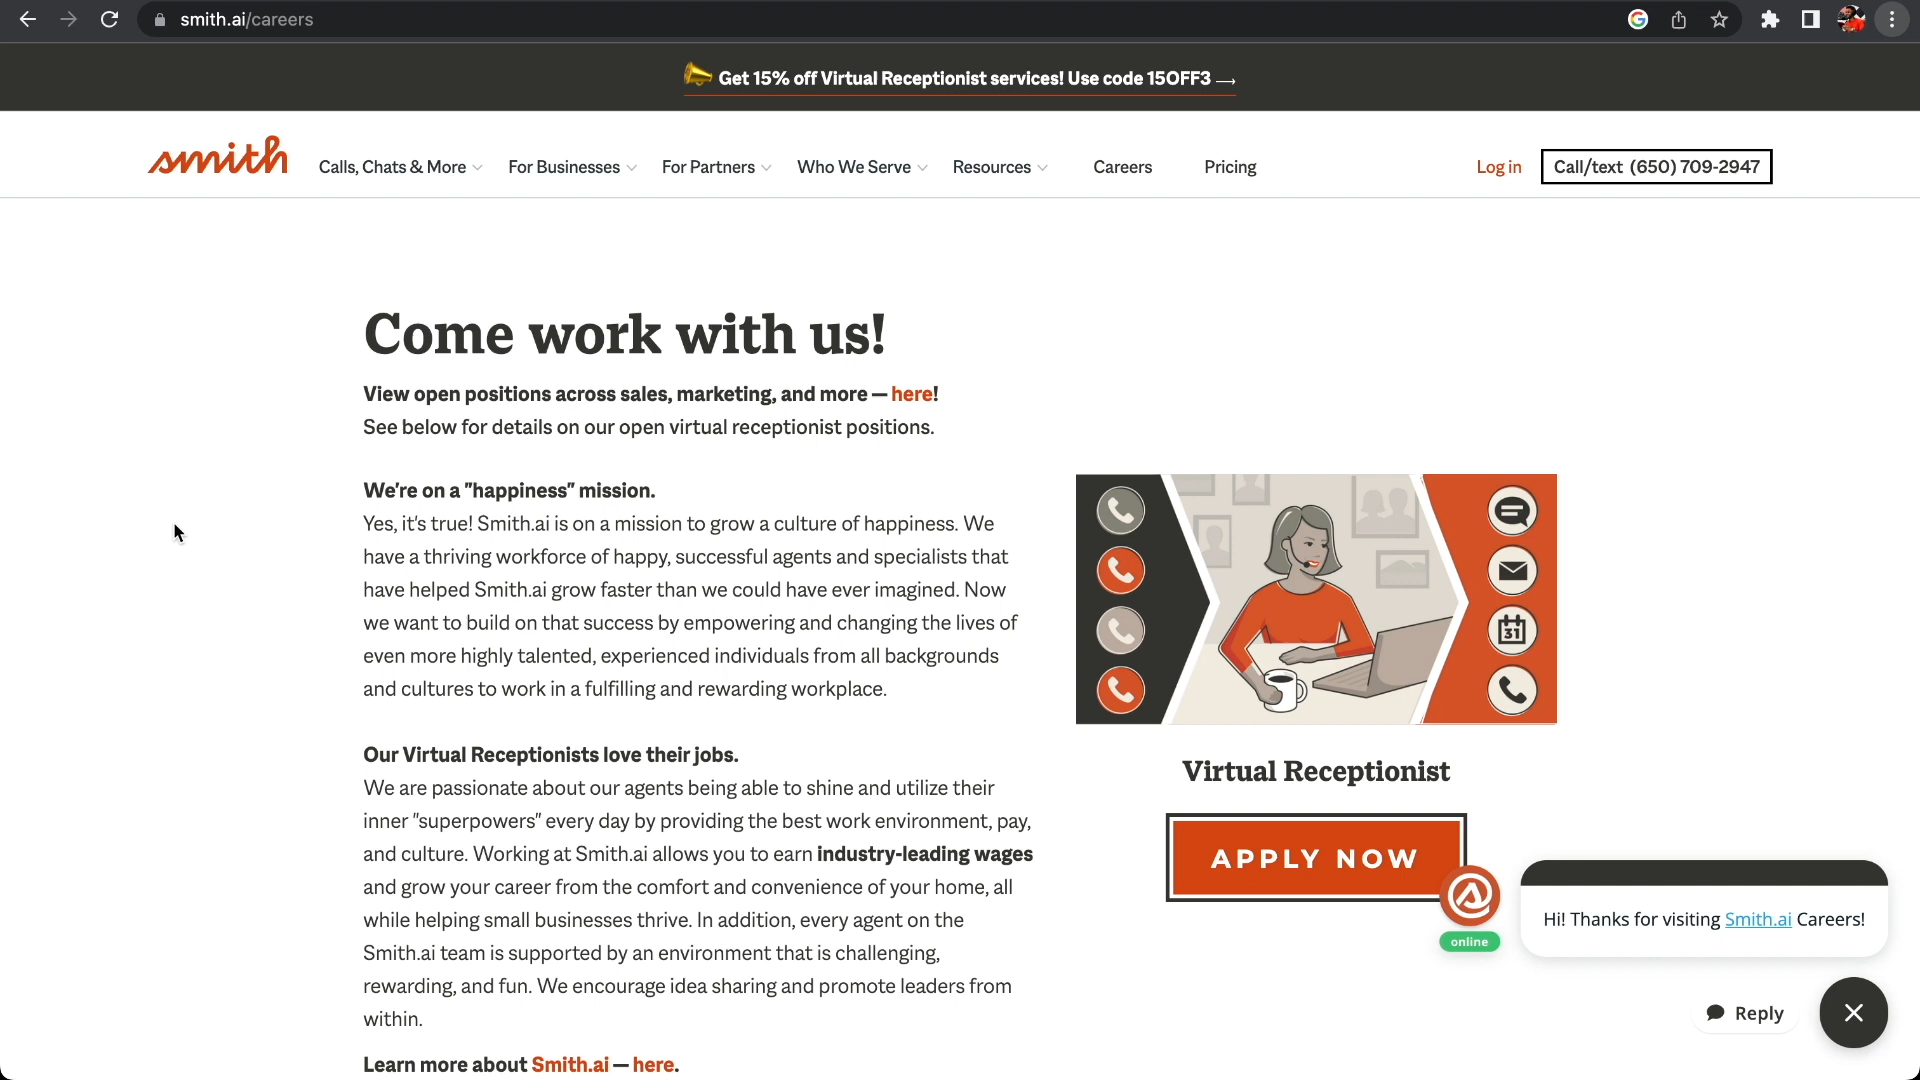 smith.ai/careers
Get 15% off Virtual Receptionist services! Use code 15OFF3 →
smith
Calls, Chats & More
For Businesses
For Partners
Who We Serve
Resources
Careers
Pricing
Log in
Call/text (650) 709-2947
Come work with us!
View open positions across sales, marketing, and more — here!
See below for details on our open virtual receptionist positions.
We're on a "happiness" mission.
Yes, it's true! Smith.ai is on a mission to grow a culture of happiness. We
have a thriving workforce of happy, successful agents and specialists that
have helped Smith.ai grow faster than we could have ever imagined. Now
we want to build on that success by empowering and changing the lives of
even more highly talented, experienced individuals from all backgrounds
and cultures to work in a fulfilling and rewarding workplace.
Our Virtual Receptionists love their jobs.
We are passionate about our agents being able to shine and utilize their
inner "superpowers" every day by providing the best work environment, pay,
and culture. Working at Smith.ai allows you to earn industry-leading wages
and grow your career from the comfort and convenience of your home, all
while helping small businesses thrive. In addition, every agent on the
Smith.ai team is supported by an environment that is challenging,
rewarding, and fun. We encourage idea sharing and promote leaders from
within.
Learn more about Smith.ai — here.
31
Virtual Receptionist
APPLY NOW
online
Hi! Thanks for visiting Smith.ai Careers!
Reply